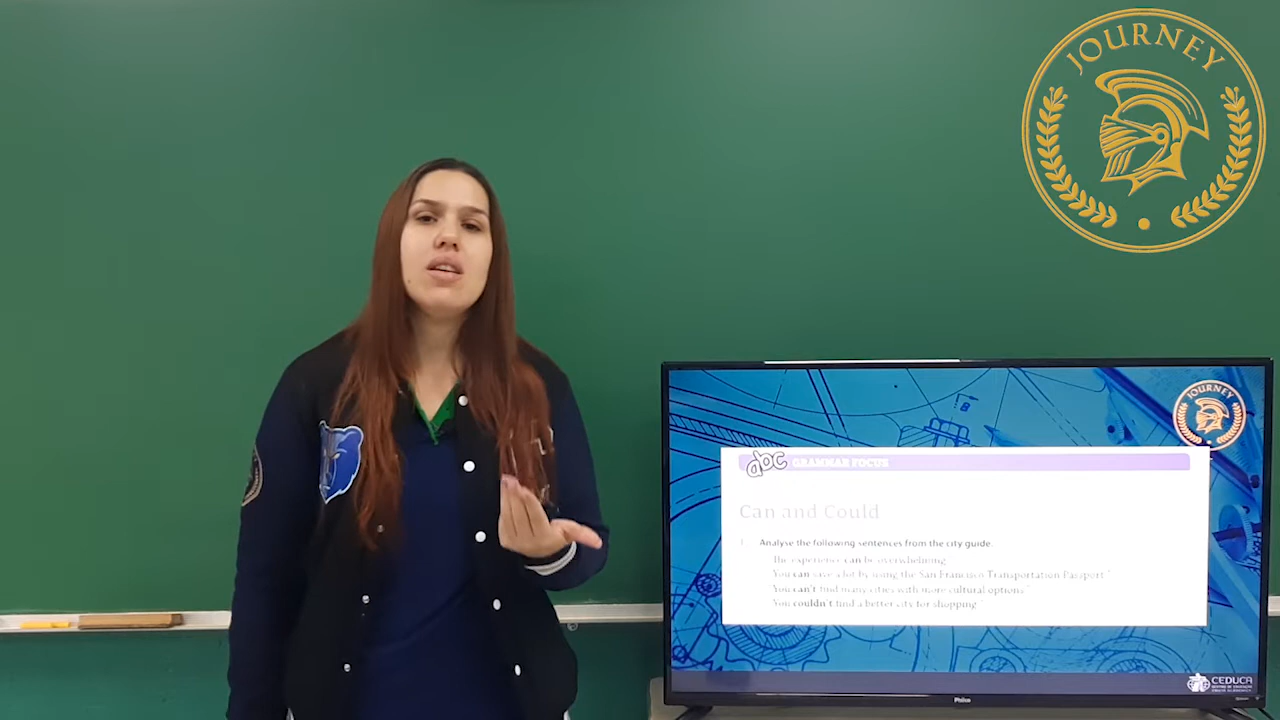 JOURNEY
JOURNEY
abc GRAMMAR FOCUS
Can and Could
1 Analyse the following sentences from the city guide.
The experience can be overwhelming
You can save a lot by using the San Francisco Transportation Passport"
You can't find many cities with more cultural options"
You couldn't find a better city for shopping"
CEDUCA
Philco